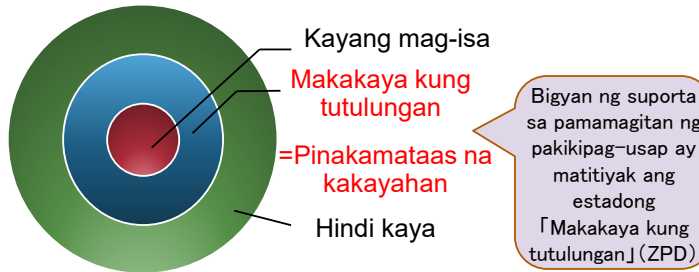 Kayang mag-isa
Makakaya kung
tutulungan
=Pinakamataas na
kakayahan
Hindi kaya
Bigyan ng suporta
sa pamamagitan ng
pakikipag-usap ay
matitiyak ang
estadong
「Makakaya kung
tutulungan」(ZPD)